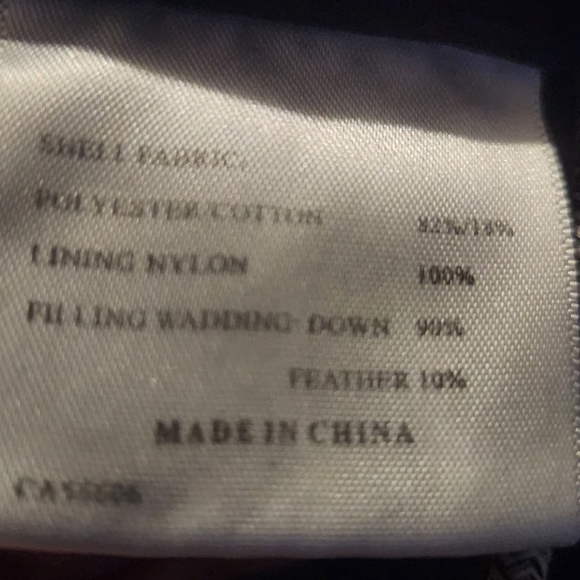 SHELL FABRIC:
POLYESTER/COTTON 82%/18%
LINING NYLON 100%
FILLING WADDING: DOWN 90%
FEATHER 10%
MADE IN CHINA